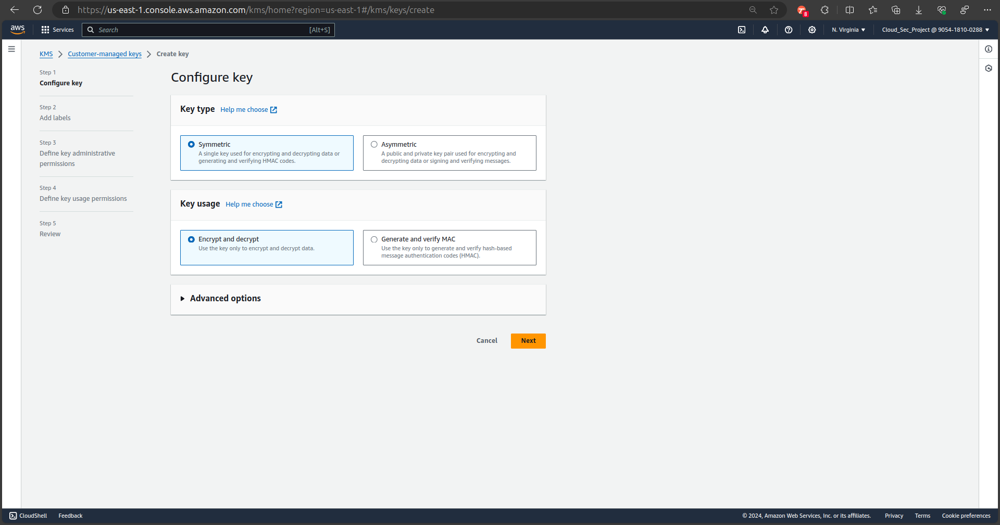 https://us-east-1.console.aws.amazon.com/kms/home?region=us-east-1#/kms/keys/create
8
aws
Services
Search
[Alt+S]
N. Virginia
Cloud_Sec_Project @ 9054-1810-0288
KMS
Customer-managed keys
Create key
Step 1
Configure key
Step 2
Add labels
Step 3
Define key administrative
permissions
Step 4
Define key usage permissions
Step 5
Review
Configure key
Key type
Help me choose
Symmetric
A single key used for encrypting and decrypting data or
generating and verifying HMAC codes.
Asymmetric
A public and private key pair used for encrypting and
decrypting data or signing and verifying messages.
Key usage
Help me choose
Encrypt and decrypt
Use the key only to encrypt and decrypt data.
Generate and verify MAC
Use the key only to generate and verify hash-based
message authentication codes (HMAC).
Advanced options
Cancel
Next
CloudShell
Feedback
© 2024, Amazon Web Services, Inc. or its affiliates.
Privacy
Terms
Cookie preferences